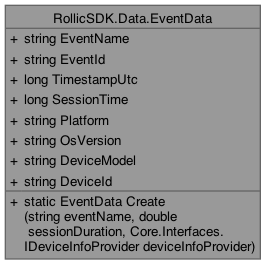 RollicSDK.Data.EventData
+ string EventName
+ string EventId
+ long TimestampUtc
+ long SessionTime
+ string Platform
+ string OsVersion
+ string DeviceModel
+ string DeviceId
+ static EventData Create
(string eventName, double
sessionDuration, Core.Interfaces.
IDeviceInfoProvider deviceInfoProvider)